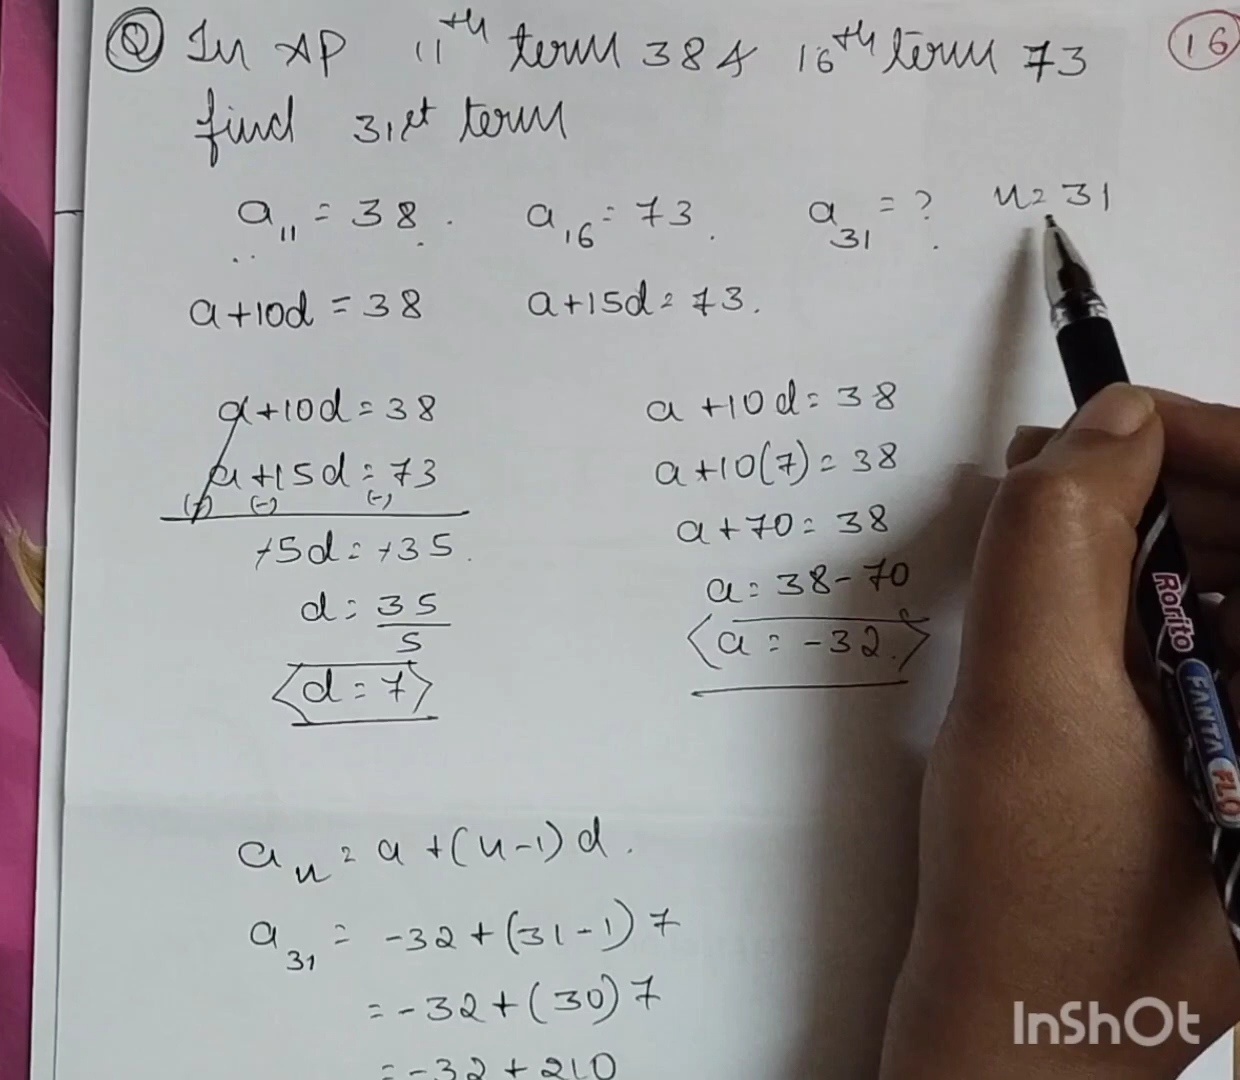 Q In AP 11th term 38 & 16th term 73
16
find 31st term
a₁₁ = 38. a₁₆ = 73. a₃₁ = ? n = 31
a+10d = 38 a+15d = 73.
a+10d = 38
a+15d = 73
(-) (-) (-)
+5d = +35.
d = 35/5
d = 7
a+10d = 38
a+10(7) = 38
a+70 = 38
a = 38-70
a = -32.
aₙ = a+(n-1)d.
a₃₁ = -32+(31-1)7
= -32+(30)7
= -32+210
Rorito
FANTA FLO
InShOt